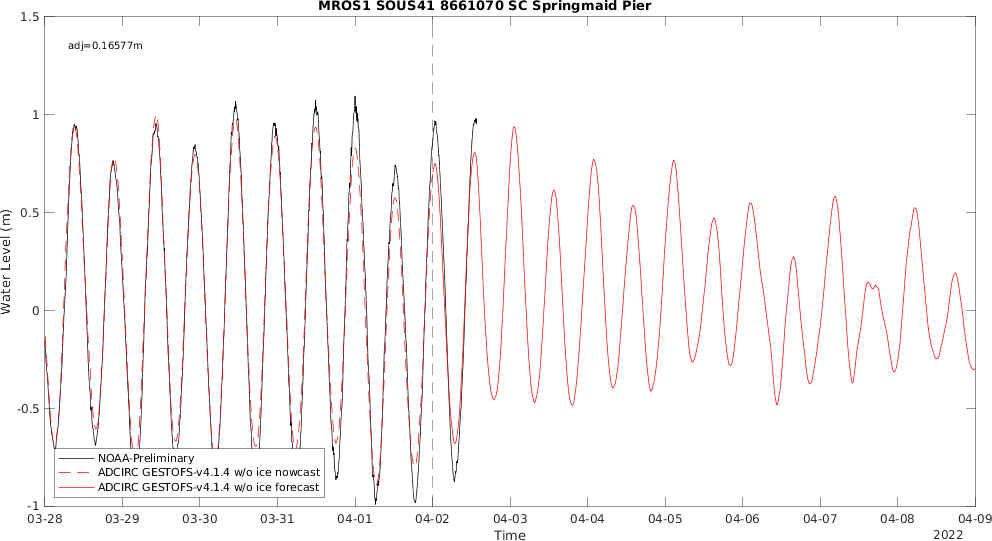 MROS1 SOUS41 8661070 SC Springmaid Pier
1.5
adj=0.16577m
1
0.5
Water Level (m)
0
-0.5
NOAA-Preliminary
ADCIRC GESTOFS-v4.1.4 w/o ice nowcast
ADCIRC GESTOFS-v4.1.4 w/o ice forecast
-1
03-28 03-29 03-30 03-31 04-01 04-02 04-03 04-04 04-05 04-06 04-07 04-08 04-09
Time
2022